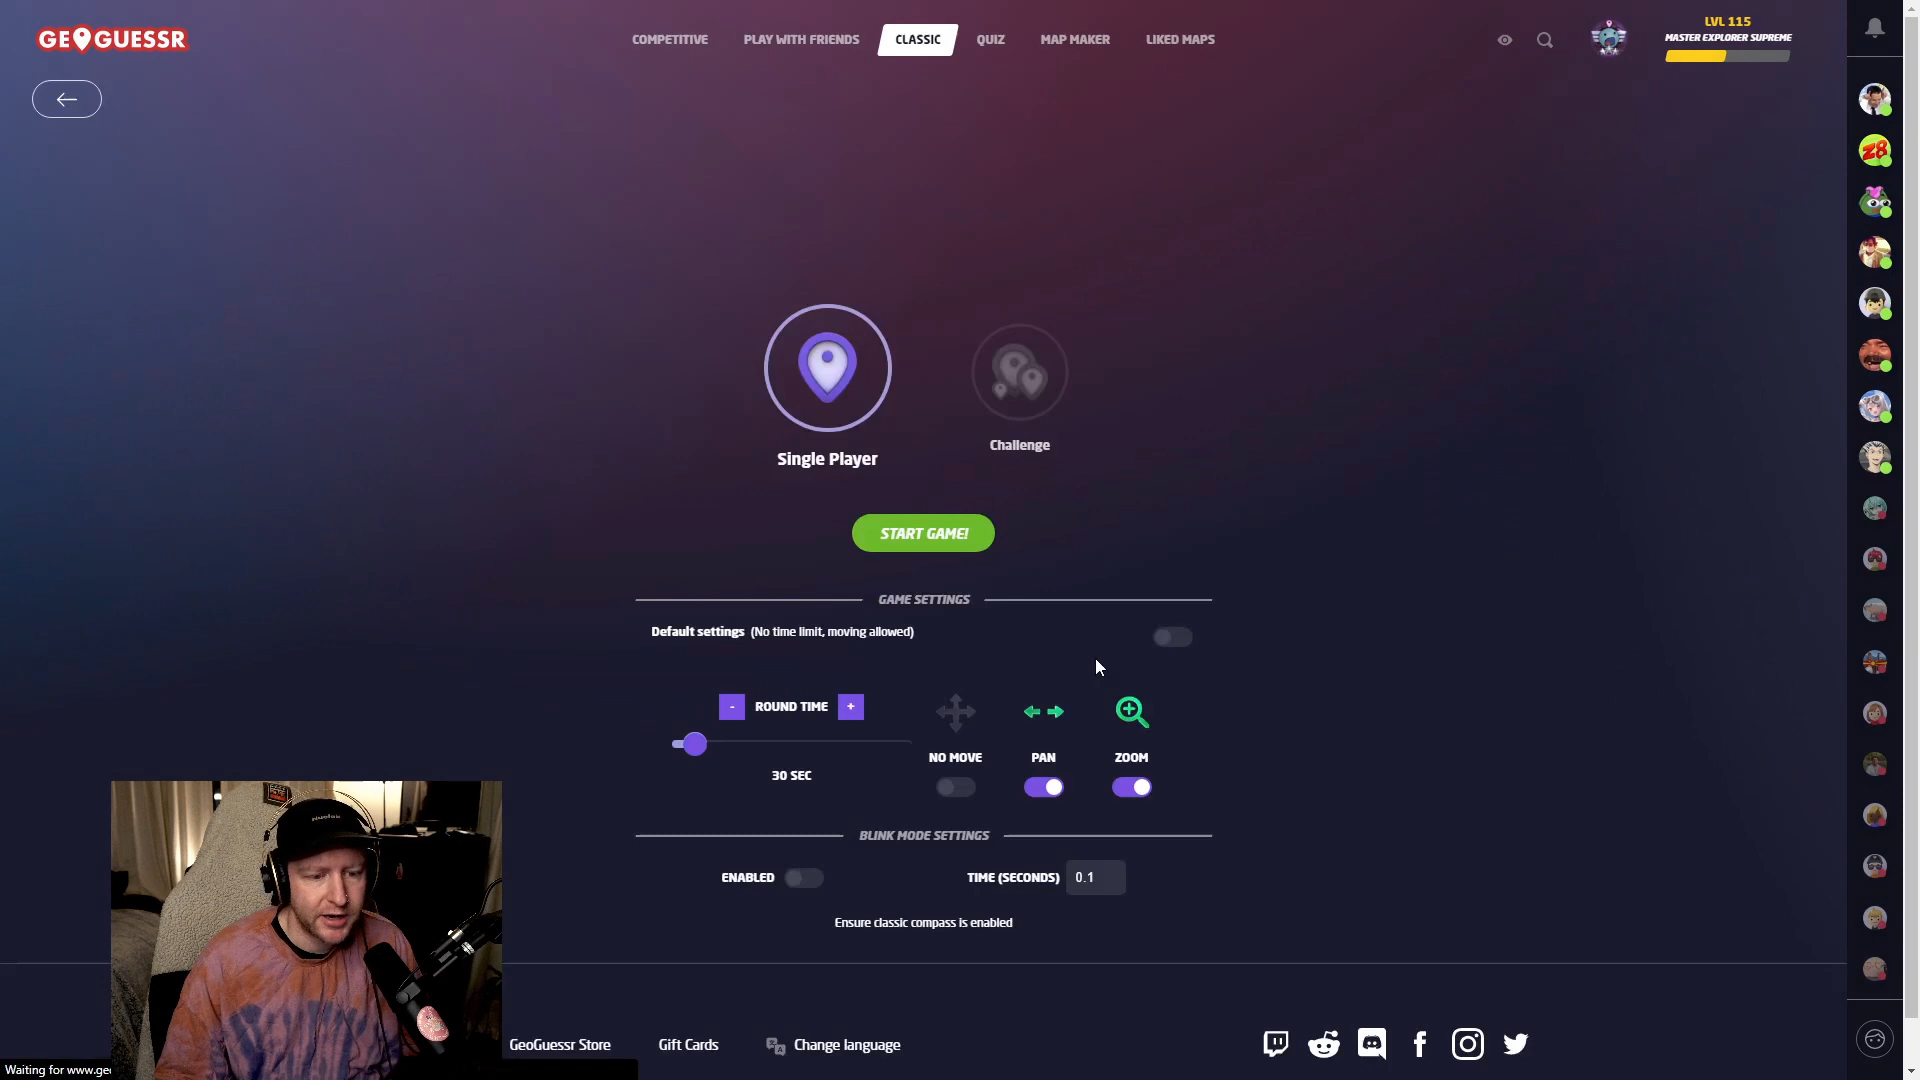 GEOGUESSR
COMPETITIVE
PLAY WITH FRIENDS
CLASSIC
QUIZ
MAP MAKER
LIKED MAPS
LVL 115
MASTER EXPLORER SUPREME
Z8
Single Player
Challenge
START GAME!
GAME SETTINGS
Default settings (No time limit, moving allowed)
- ROUND TIME +
30 SEC
NO MOVE
PAN
ZOOM
BLINK MODE SETTINGS
ENABLED
TIME (SECONDS) 0.1
Ensure classic compass is enabled
GeoGuessr Store
Gift Cards
Change language
Waiting for www.geo